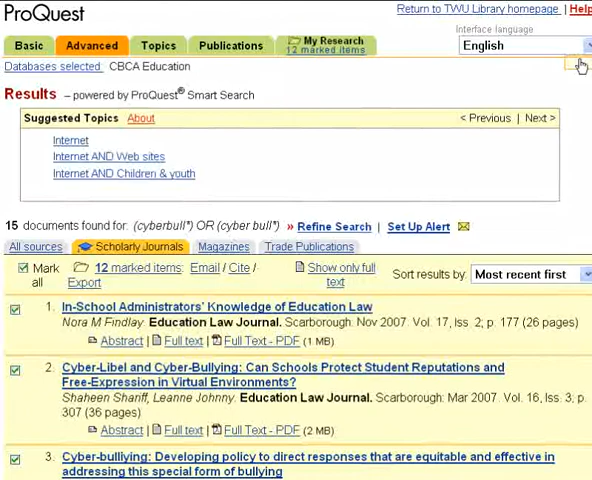 ProQuest
Return to TWU Library homepage | Help
Interface language
Basic Advanced Topics Publications My Research
12 marked items
English
Databases selected: CBCA Education
Results – powered by ProQuest® Smart Search
Suggested Topics About < Previous | Next >
Internet
Internet AND Web sites
Internet AND Children & youth
15 documents found for: (cyberbull*) OR (cyber bull*) » Refine Search | Set Up Alert
All sources Scholarly Journals Magazines Trade Publications
Mark all 12 marked items: Email / Cite / Export Show only full text Sort results by: Most recent first
1. In-School Administrators' Knowledge of Education Law
Nora M Findlay. Education Law Journal. Scarborough: Nov 2007. Vol. 17, Iss. 2; p. 177 (26 pages)
Abstract | Full text | Full Text - PDF (1 MB)
2. Cyber-Libel and Cyber-Bullying: Can Schools Protect Student Reputations and
Free-Expression in Virtual Environments?
Shaheen Shariff, Leanne Johnny. Education Law Journal. Scarborough: Mar 2007. Vol. 16, Iss. 3; p.
307 (36 pages)
Abstract | Full text | Full Text - PDF (2 MB)
3. Cyber-bulliying: Developing policy to direct responses that are equitable and effective in
addressing this special form of bullying